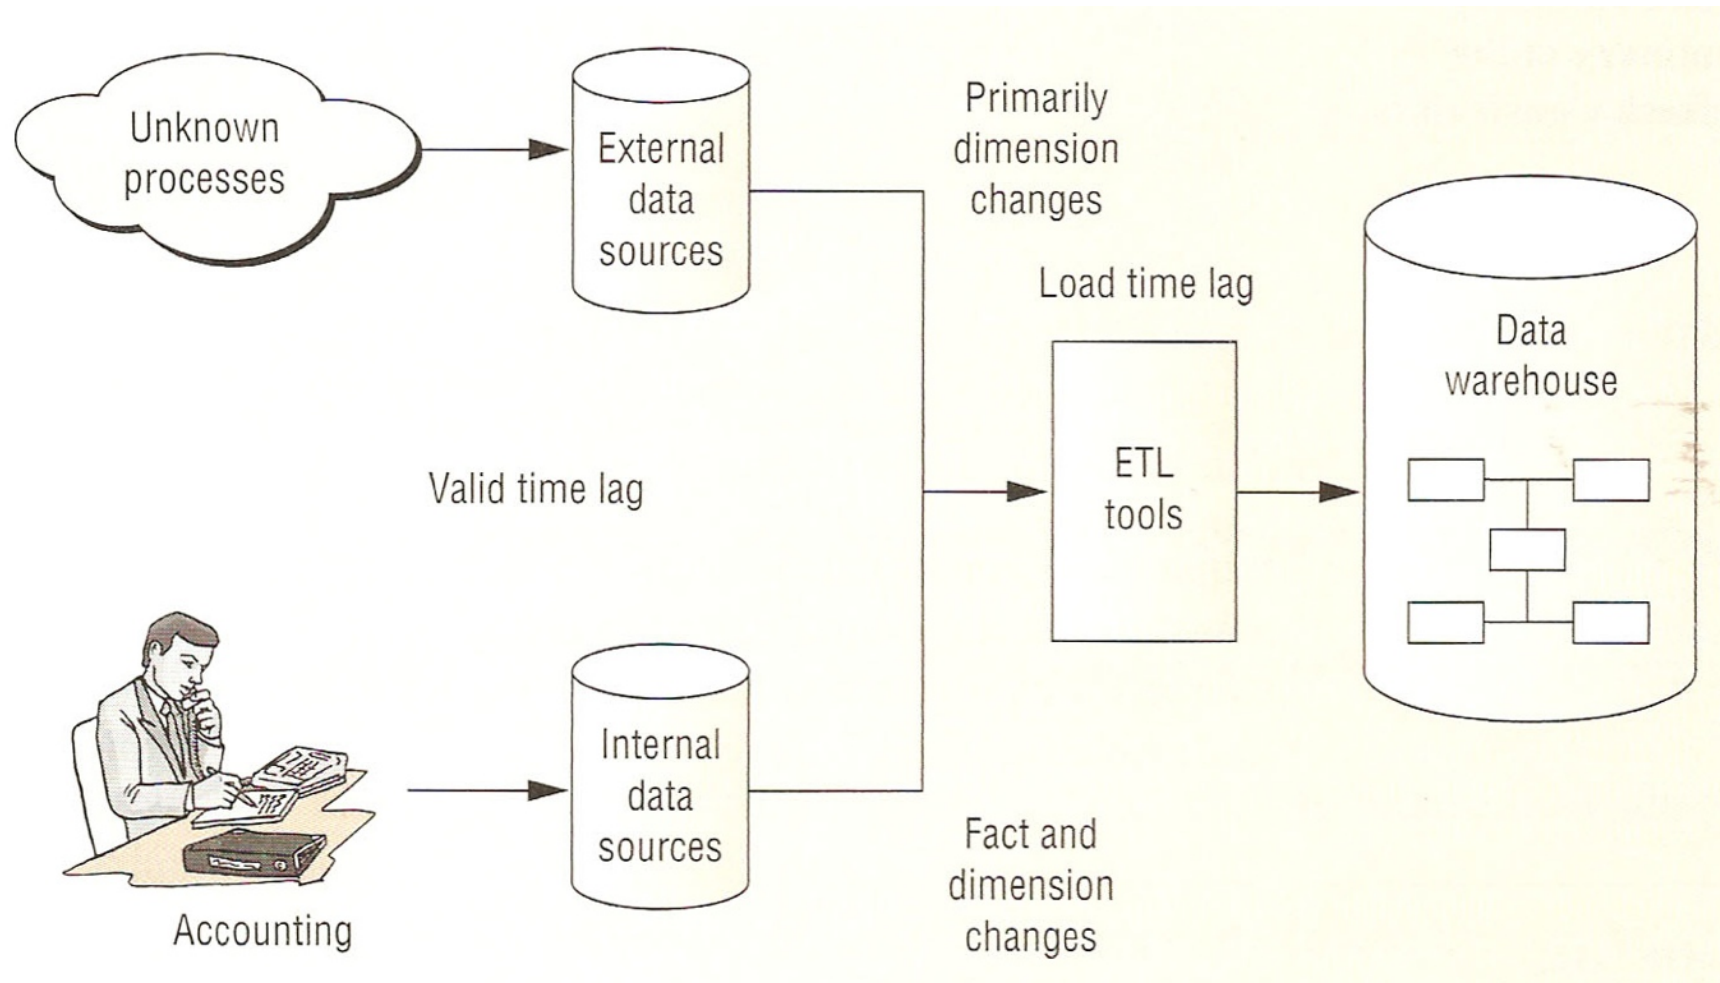 Unknown
processes
External
data
sources
Primarily
dimension
changes
Load time lag
Data
warehouse
ETL
tools
Valid time lag
Internal
data
sources
Fact and
dimension
changes
Accounting